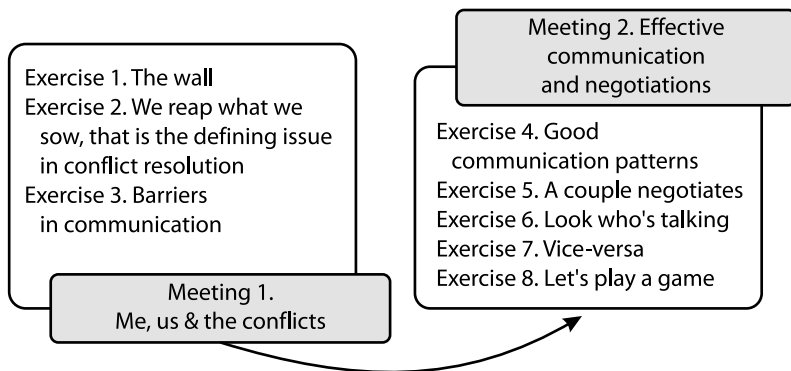 Exercise 1. The wall
Exercise 2. We reap what we
sow, that is the defining issue
in conflict resolution
Exercise 3. Barriers
in communication
Meeting 1.
Me, us & the conflicts
Meeting 2. Effective
communication
and negotiations
Exercise 4. Good
communication patterns
Exercise 5. A couple negotiates
Exercise 6. Look who's talking
Exercise 7. Vice-versa
Exercise 8. Let's play a game